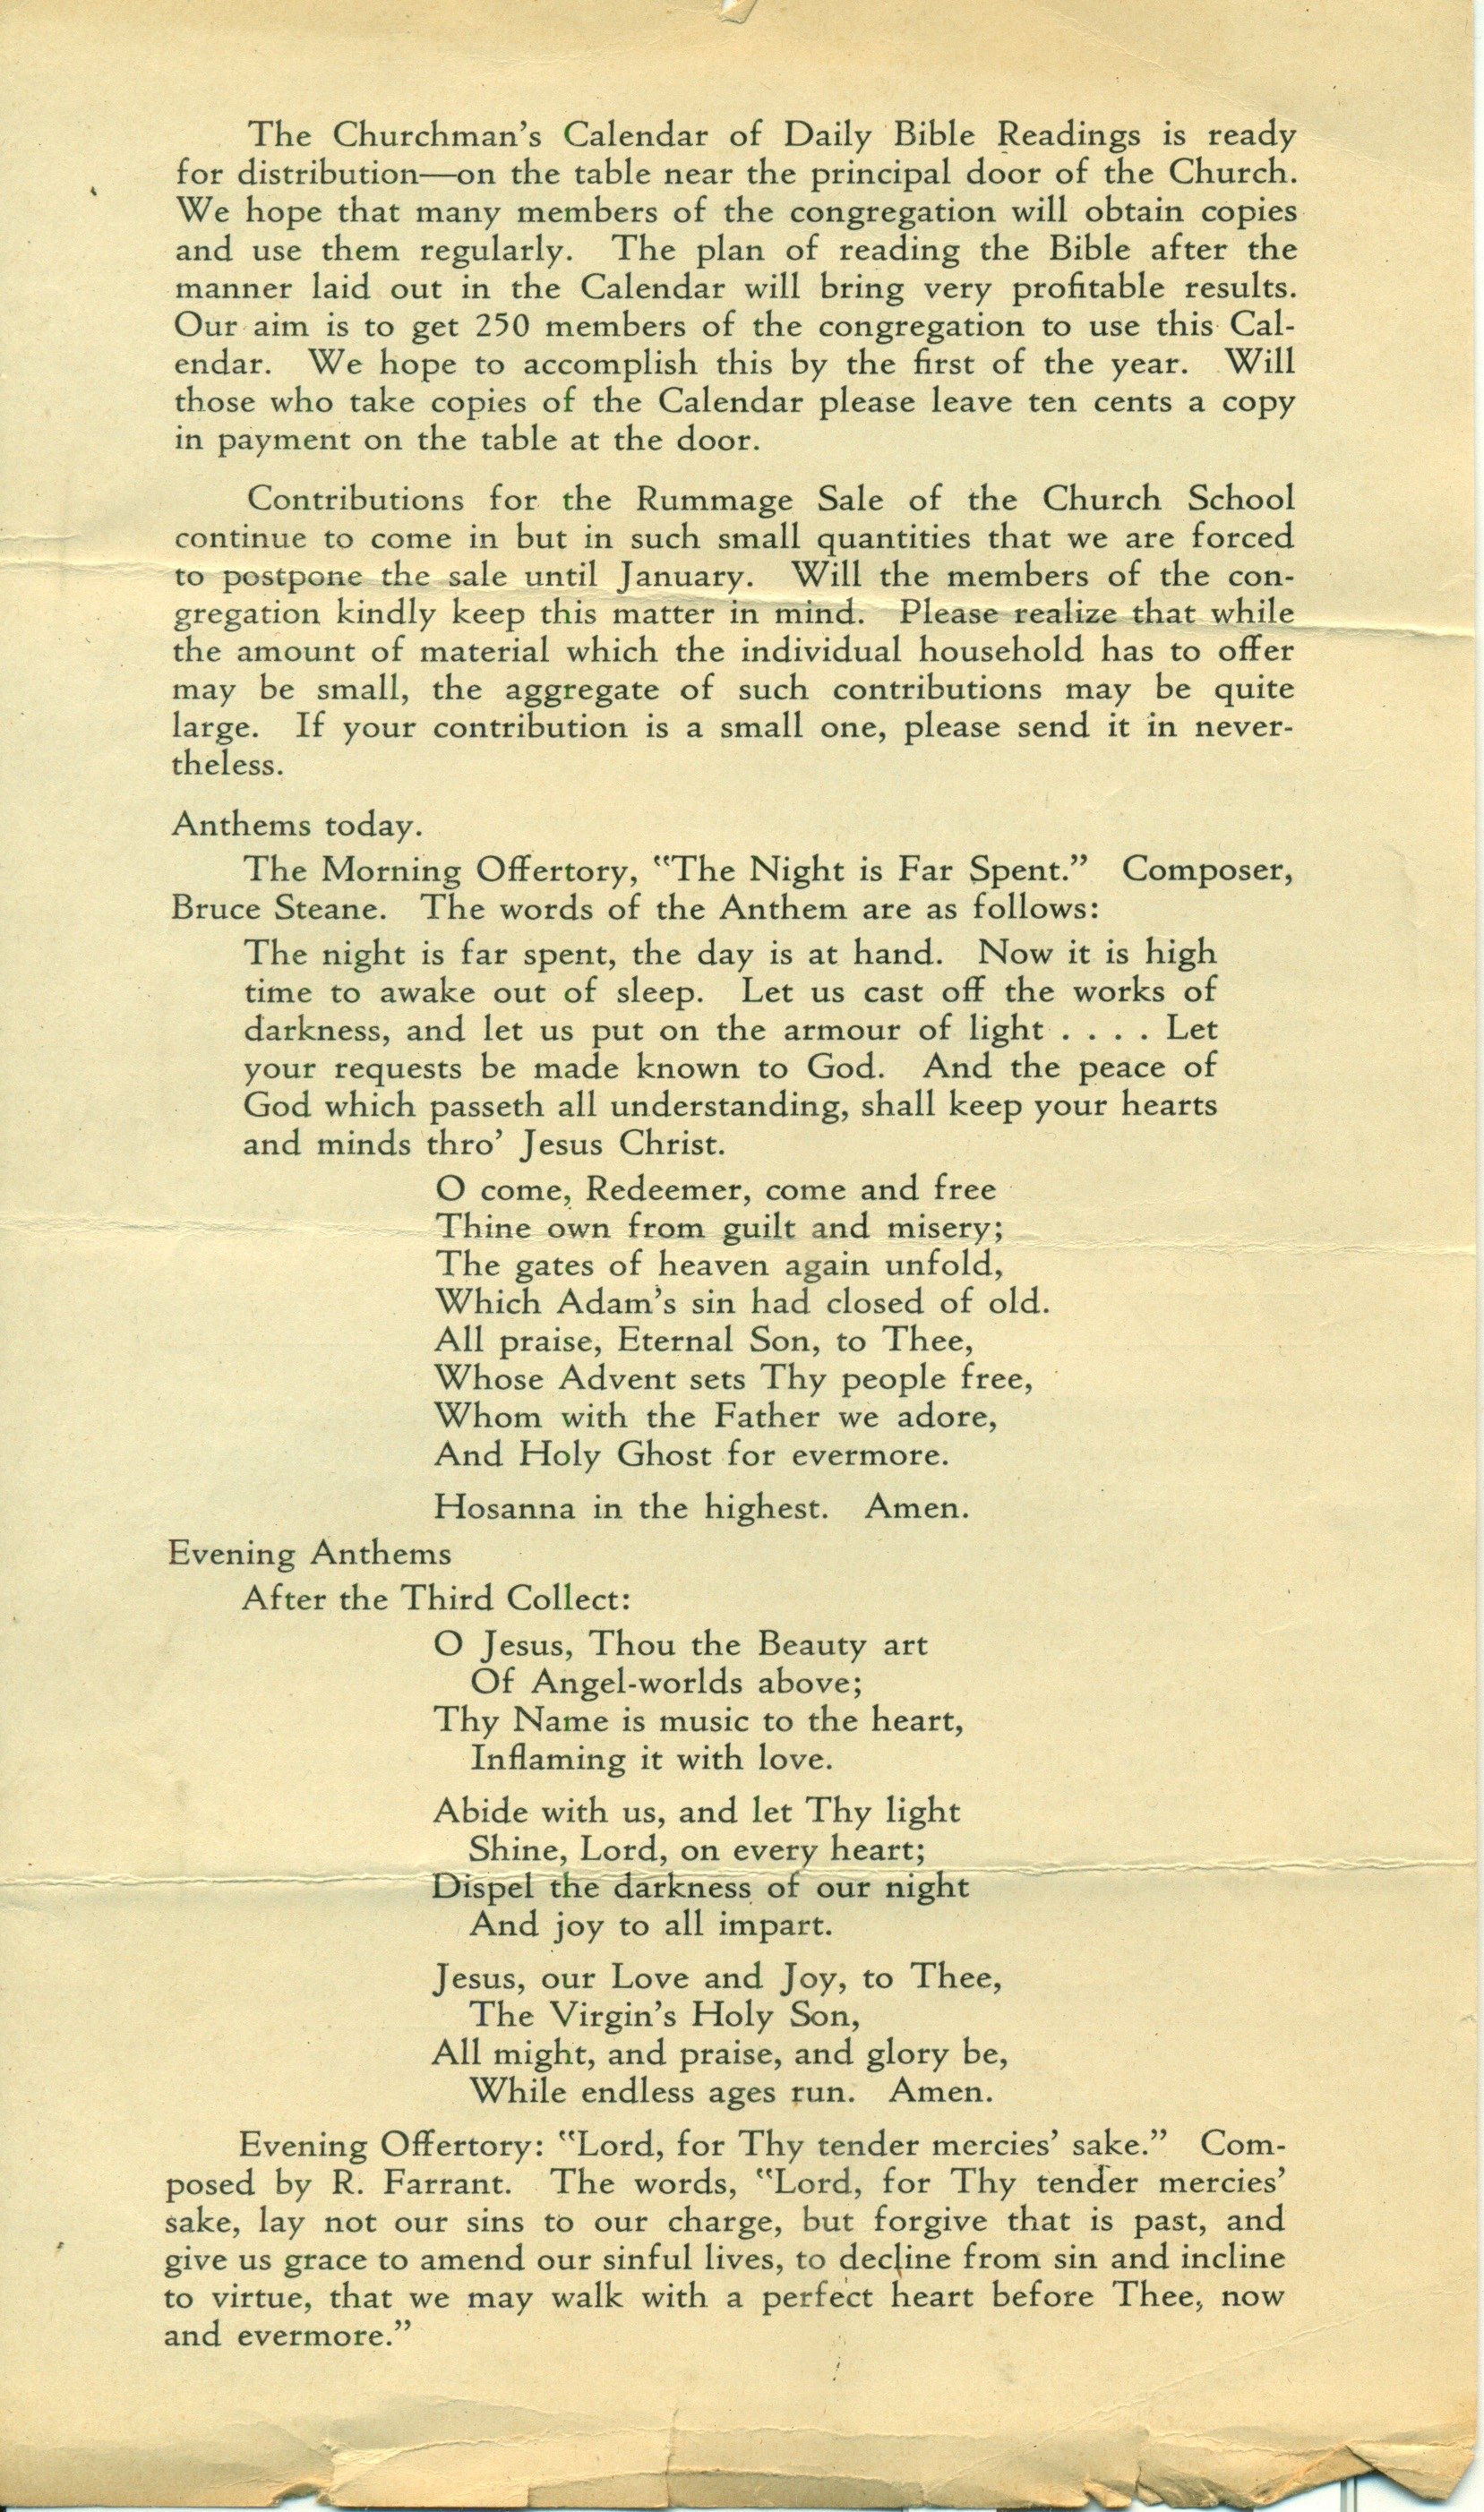 The Churchman's Calendar of Daily Bible Readings is ready
for distribution—on the table near the principal door of the Church.
We hope that many members of the congregation will obtain copies
and use them regularly. The plan of reading the Bible after the
manner laid out in the Calendar will bring very profitable results.
Our aim is to get 250 members of the congregation to use this Cal-
endar. We hope to accomplish this by the first of the year. Will
those who take copies of the Calendar please leave ten cents a copy
in payment on the table at the door.
Contributions for the Rummage Sale of the Church School
continue to come in but in such small quantities that we are forced
to postpone the sale until January. Will the members of the con-
gregation kindly keep this matter in mind. Please realize that while
the amount of material which the individual household has to offer
may be small, the aggregate of such contributions may be quite
large. If your contribution is a small one, please send it in never-
theless.
Anthems today.
The Morning Offertory, "The Night is Far Spent." Composer,
Bruce Steane. The words of the Anthem are as follows:
The night is far spent, the day is at hand. Now it is high
time to awake out of sleep. Let us cast off the works of
darkness, and let us put on the armour of light . . . . Let
your requests be made known to God. And the peace of
God which passeth all understanding, shall keep your hearts
and minds thro' Jesus Christ.
O come, Redeemer, come and free
Thine own from guilt and misery;
The gates of heaven again unfold,
Which Adam's sin had closed of old.
All praise, Eternal Son, to Thee,
Whose Advent sets Thy people free,
Whom with the Father we adore,
And Holy Ghost for evermore.
Hosanna in the highest. Amen.
Evening Anthems
After the Third Collect:
O Jesus, Thou the Beauty art
Of Angel-worlds above;
Thy Name is music to the heart,
Inflaming it with love.
Abide with us, and let Thy light
Shine, Lord, on every heart;
Dispel the darkness of our night
And joy to all impart.
Jesus, our Love and Joy, to Thee,
The Virgin's Holy Son,
All might, and praise, and glory be,
While endless ages run. Amen.
Evening Offertory: "Lord, for Thy tender mercies' sake." Com-
posed by R. Farrant. The words, "Lord, for Thy tender mercies'
sake, lay not our sins to our charge, but forgive that is past, and
give us grace to amend our sinful lives, to decline from sin and incline
to virtue, that we may walk with a perfect heart before Thee, now
and evermore."